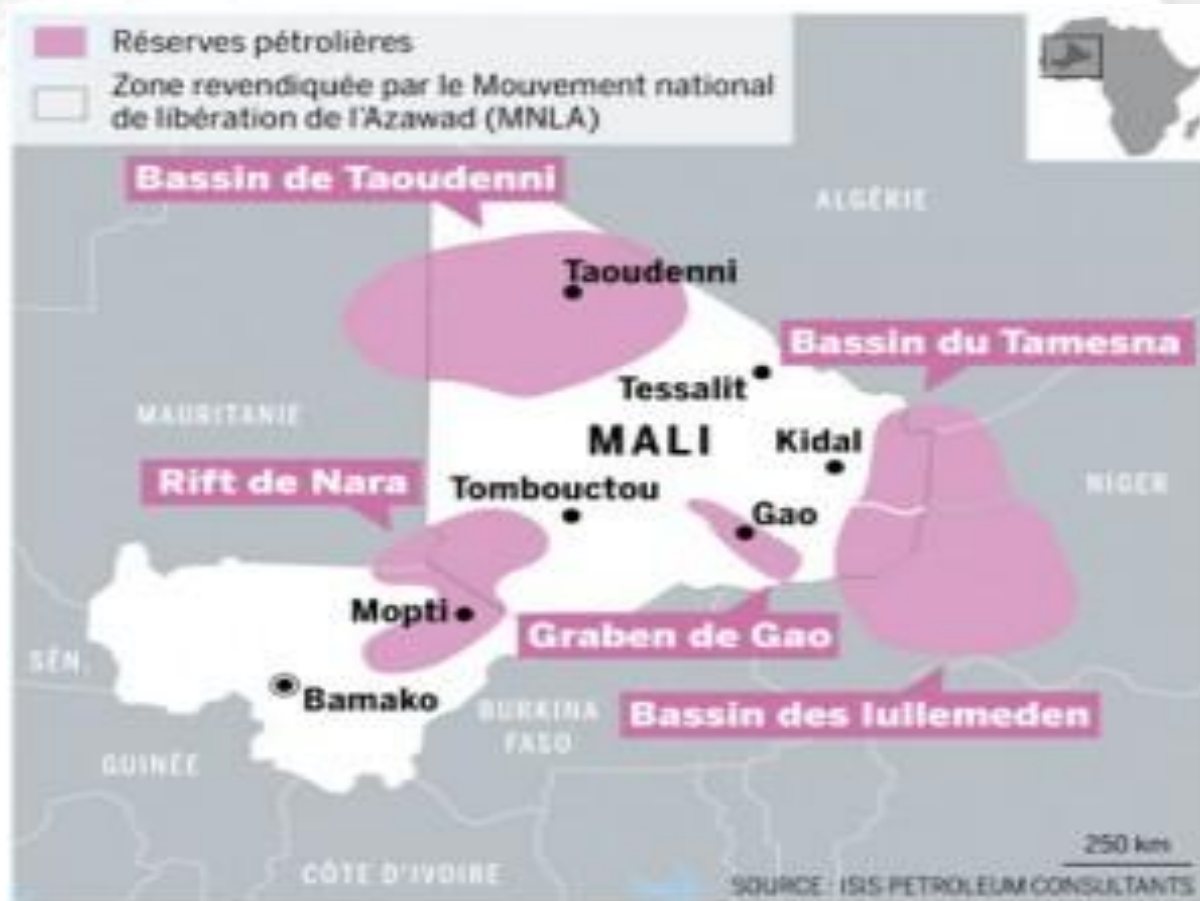 Réserves pétrolières
Zone revendiquée par le Mouvement national
de libération de l'Azawad (MNLA)
Bassin de Taoudenni
ALGÉRIE
Taoudenni
Bassin du Tamesna
Tessalit
MAURITANIE
MALI
Kidal
Rift de Nara
Tombouctou
NIGER
Gao
Mopti
Graben de Gao
SÉN.
Bamako
BURKINA
FASO
Bassin des Iullemeden
GUINÉE
250 km
CÔTE D'IVOIRE
SOURCE : ISIS PETROLEUM CONSULTANTS